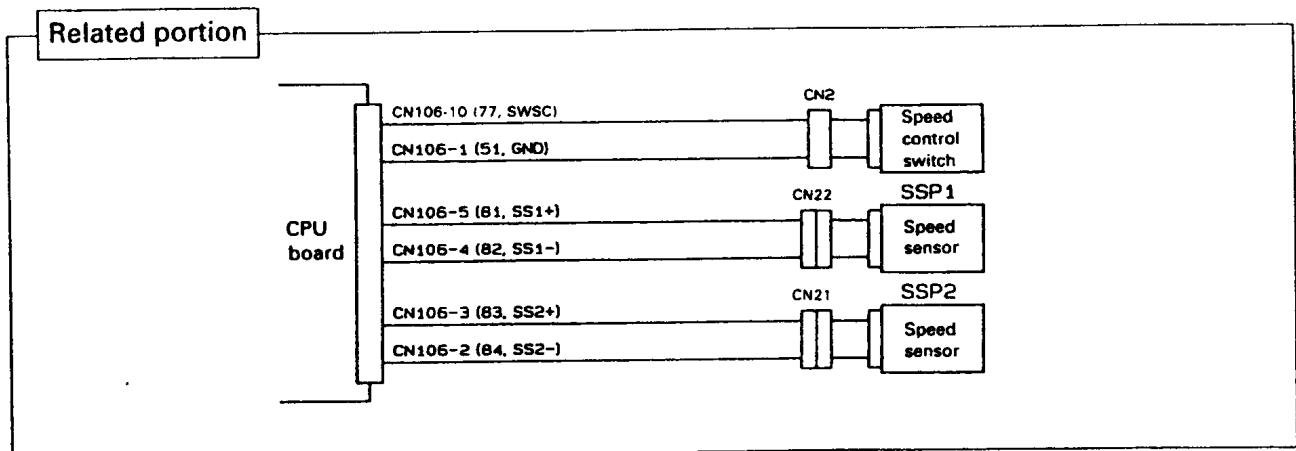 Related portion
CN106-10 (77, SWSC)
CN2
Speed
control
switch
CN106-1 (51, GND)
SSP1
CN106-5 (81, SS1+)
CN22
Speed
sensor
CPU
board
CN106-4 (82, SS1-)
SSP2
CN106-3 (83, SS2+)
CN21
Speed
sensor
CN106-2 (84, SS2-)